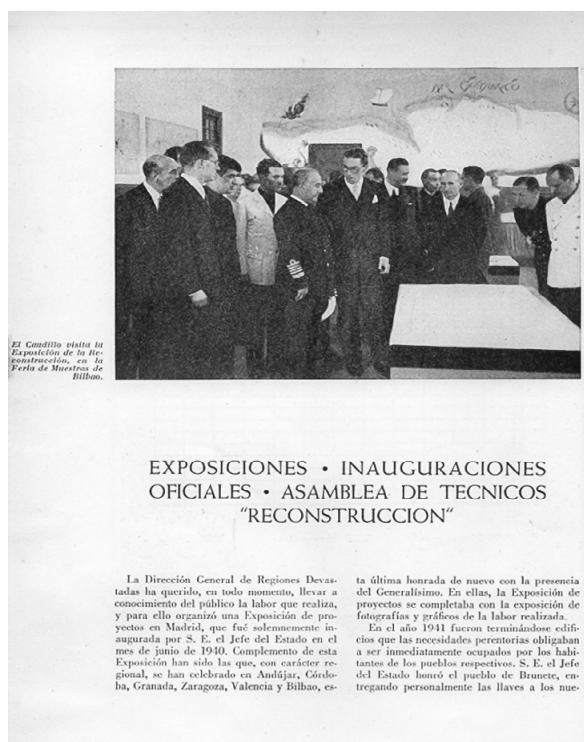 El Caudillo visita la
Exposición de la Re-
construcción, en la
Feria de Muestras de
Bilbao.
EXPOSICIONES • INAUGURACIONES
OFICIALES • ASAMBLEA DE TECNICOS
"RECONSTRUCCION"
La Dirección General de Regiones Devas-
tadas ha querido, en todo momento, llevar a
conocimiento del público la labor que realiza,
y para ello organizó una Exposición de pro-
yectos en Madrid, que fué solemnemente in-
augurada por S. E. el Jefe del Estado en el
mes de junio de 1940. Complemento de esta
Exposición han sido las que, con carácter re-
gional, se han celebrado en Andújar, Córdo-
ba, Granada, Zaragoza, Valencia y Bilbao, es-
ta última honrada de nuevo con la presencia
del Generalísimo. En ellas, la Exposición de
proyectos se completaba con la exposición de
fotografías y gráficos de la labor realizada.
En el año 1941 fueron terminándose edifi-
cios que las necesidades perentorias obligaban
a ser inmediatamente ocupados por los habi-
tantes de los pueblos respectivos. S. E. el Jefe
del Estado honró el pueblo de Brunete, en-
tregando personalmente las llaves a los nue-